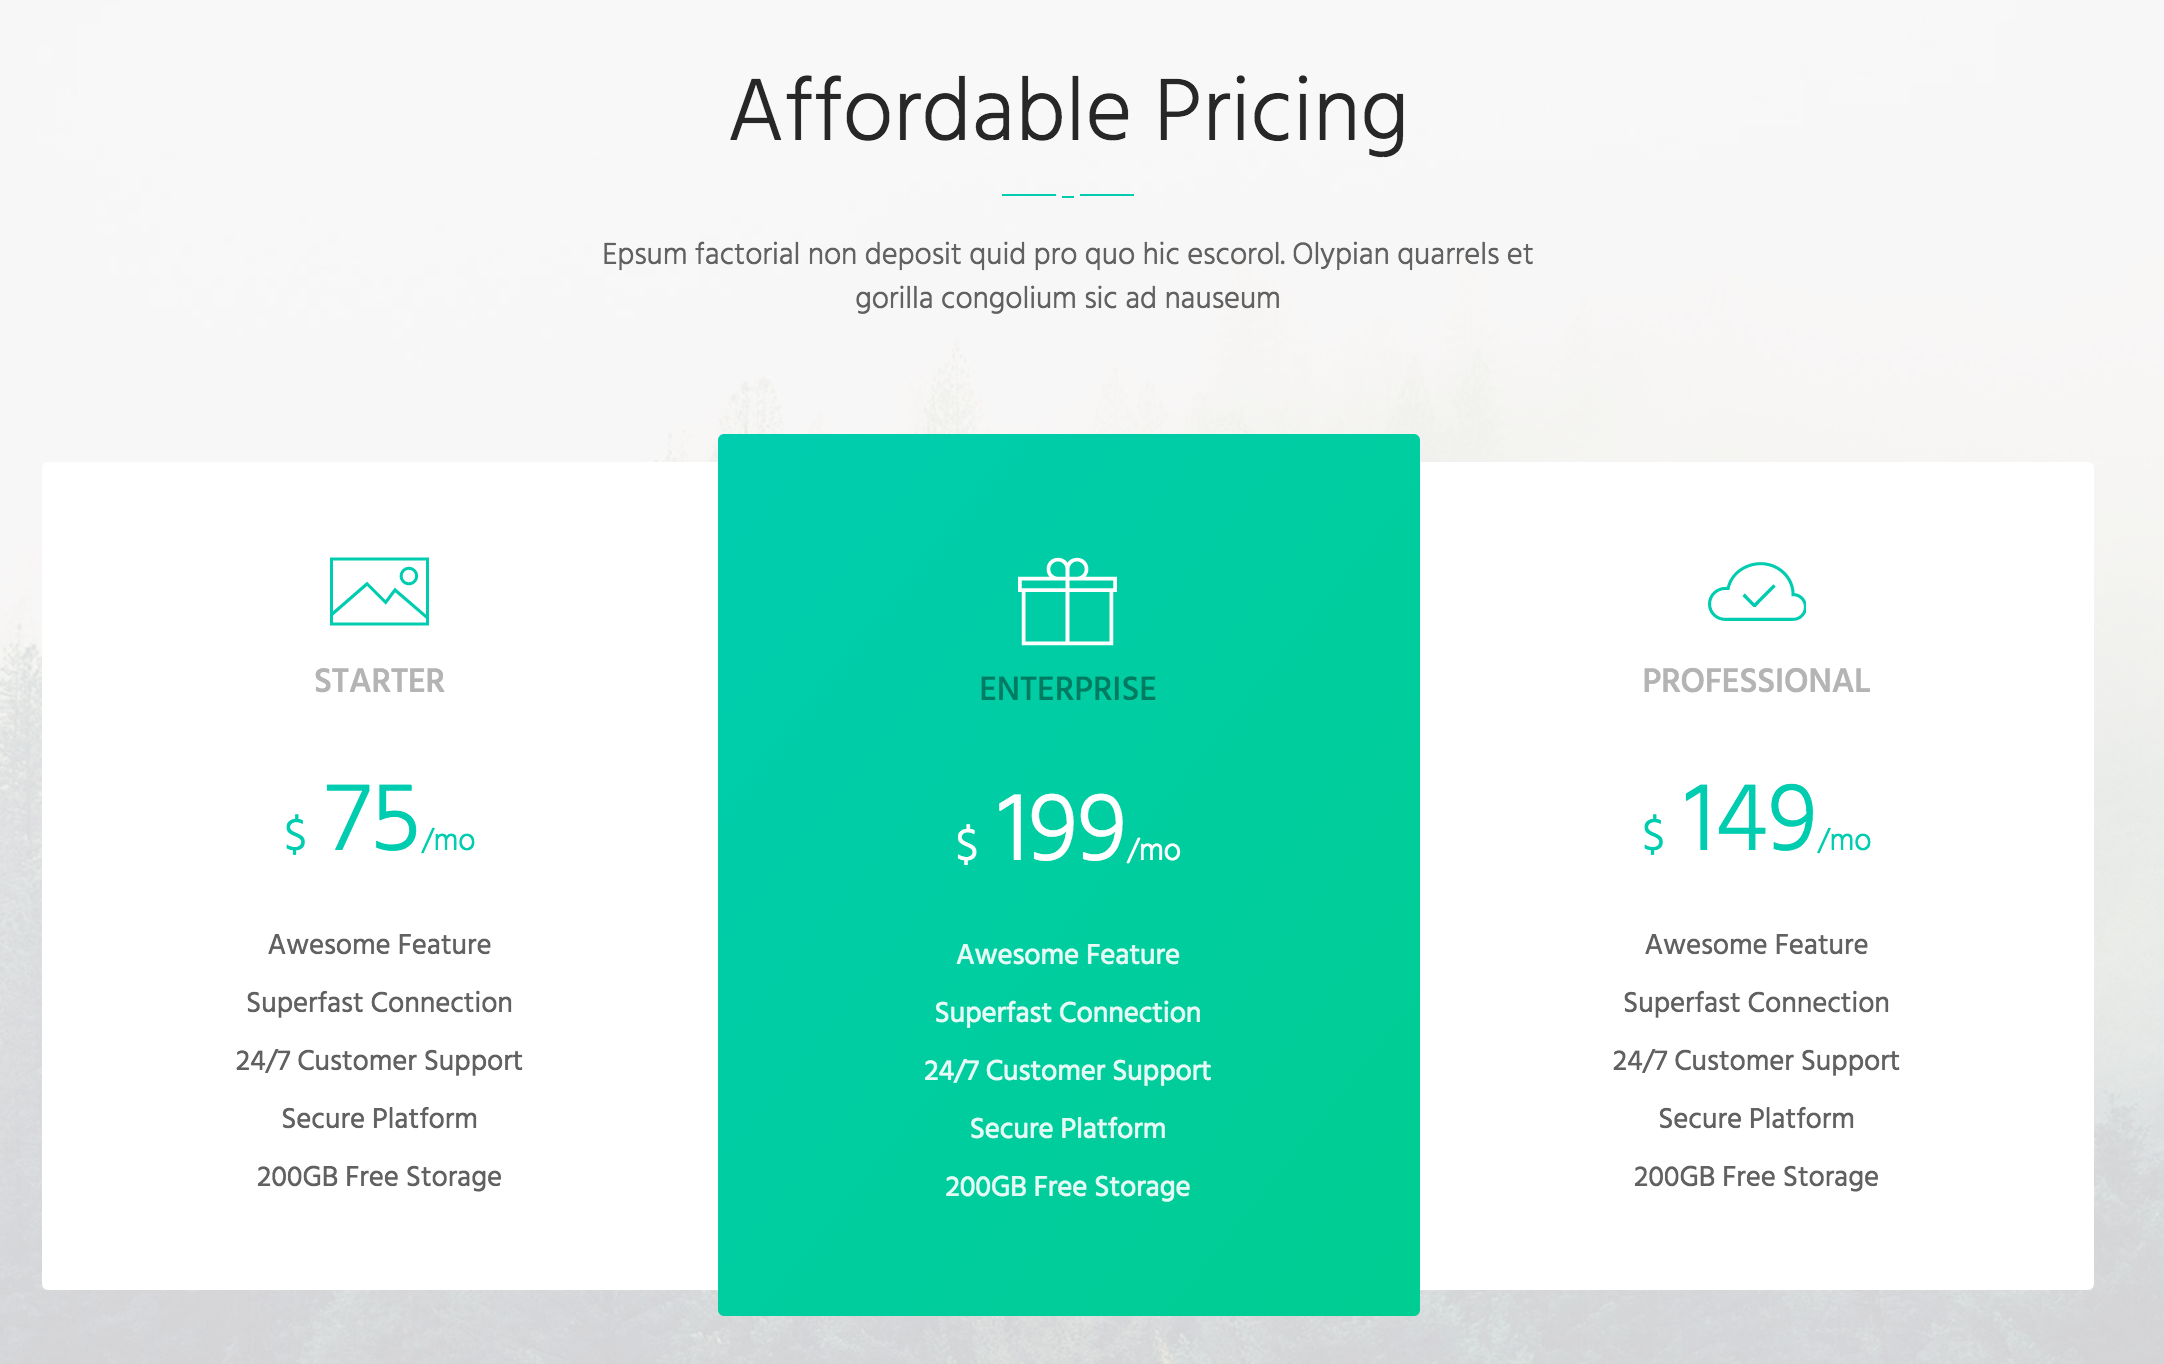 Affordable Pricing
Epsum factorial non deposit quid pro quo hic escorol. Olypian quarrels et
gorilla congolium sic ad nauseum
STARTER
$ 75/mo
Awesome Feature
Superfast Connection
24/7 Customer Support
Secure Platform
200GB Free Storage
ENTERPRISE
$ 199/mo
Awesome Feature
Superfast Connection
24/7 Customer Support
Secure Platform
200GB Free Storage
PROFESSIONAL
$ 149/mo
Awesome Feature
Superfast Connection
24/7 Customer Support
Secure Platform
200GB Free Storage